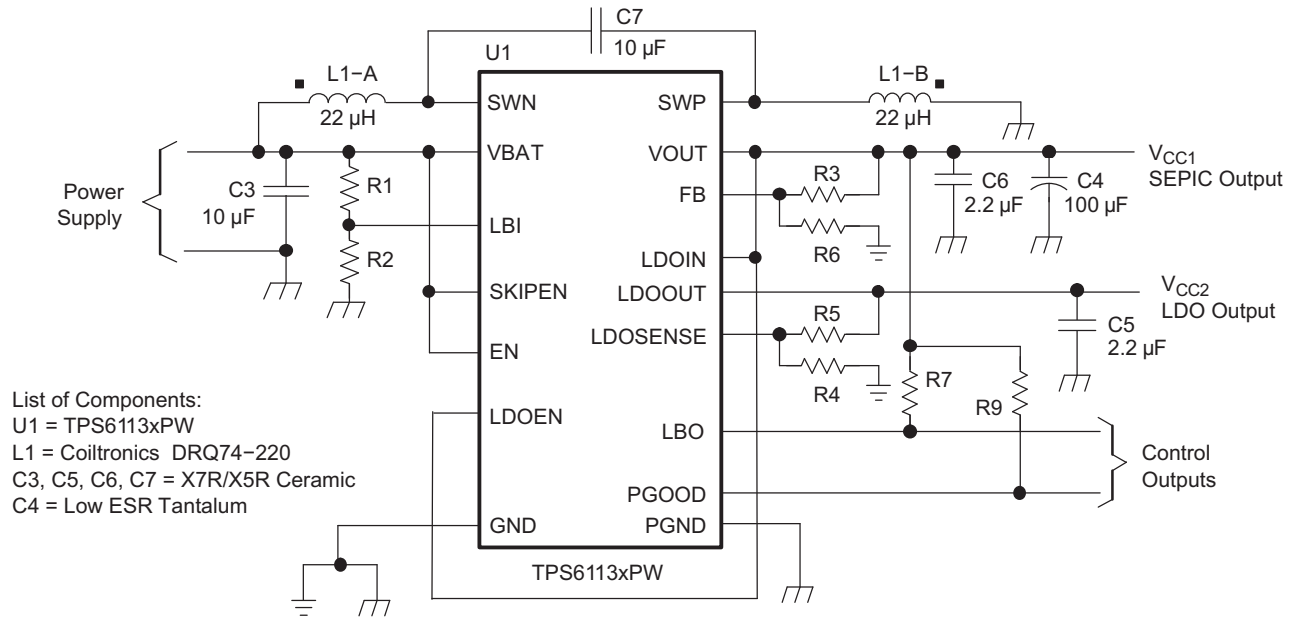 C7
10 µF
U1
L1−A
22 µH
L1−B
22 µH
SWN
SWP
VBAT
VOUT
VCC1
SEPIC Output
Power
Supply
C3
10 µF
R1
R2
LBI
SKIPEN
EN
LDOEN
GND
FB
R3
R6
C6
2.2 µF
C4
100 µF
LDOIN
LDOOUT
VCC2
LDO Output
LDOSENSE
R5
R4
C5
2.2 µF
R7
R9
LBO
PGOOD
PGND
Control
Outputs
TPS6113xPW
List of Components:
U1 = TPS6113xPW
L1 = Coiltronics DRQ74−220
C3, C5, C6, C7 = X7R/X5R Ceramic
C4 = Low ESR Tantalum